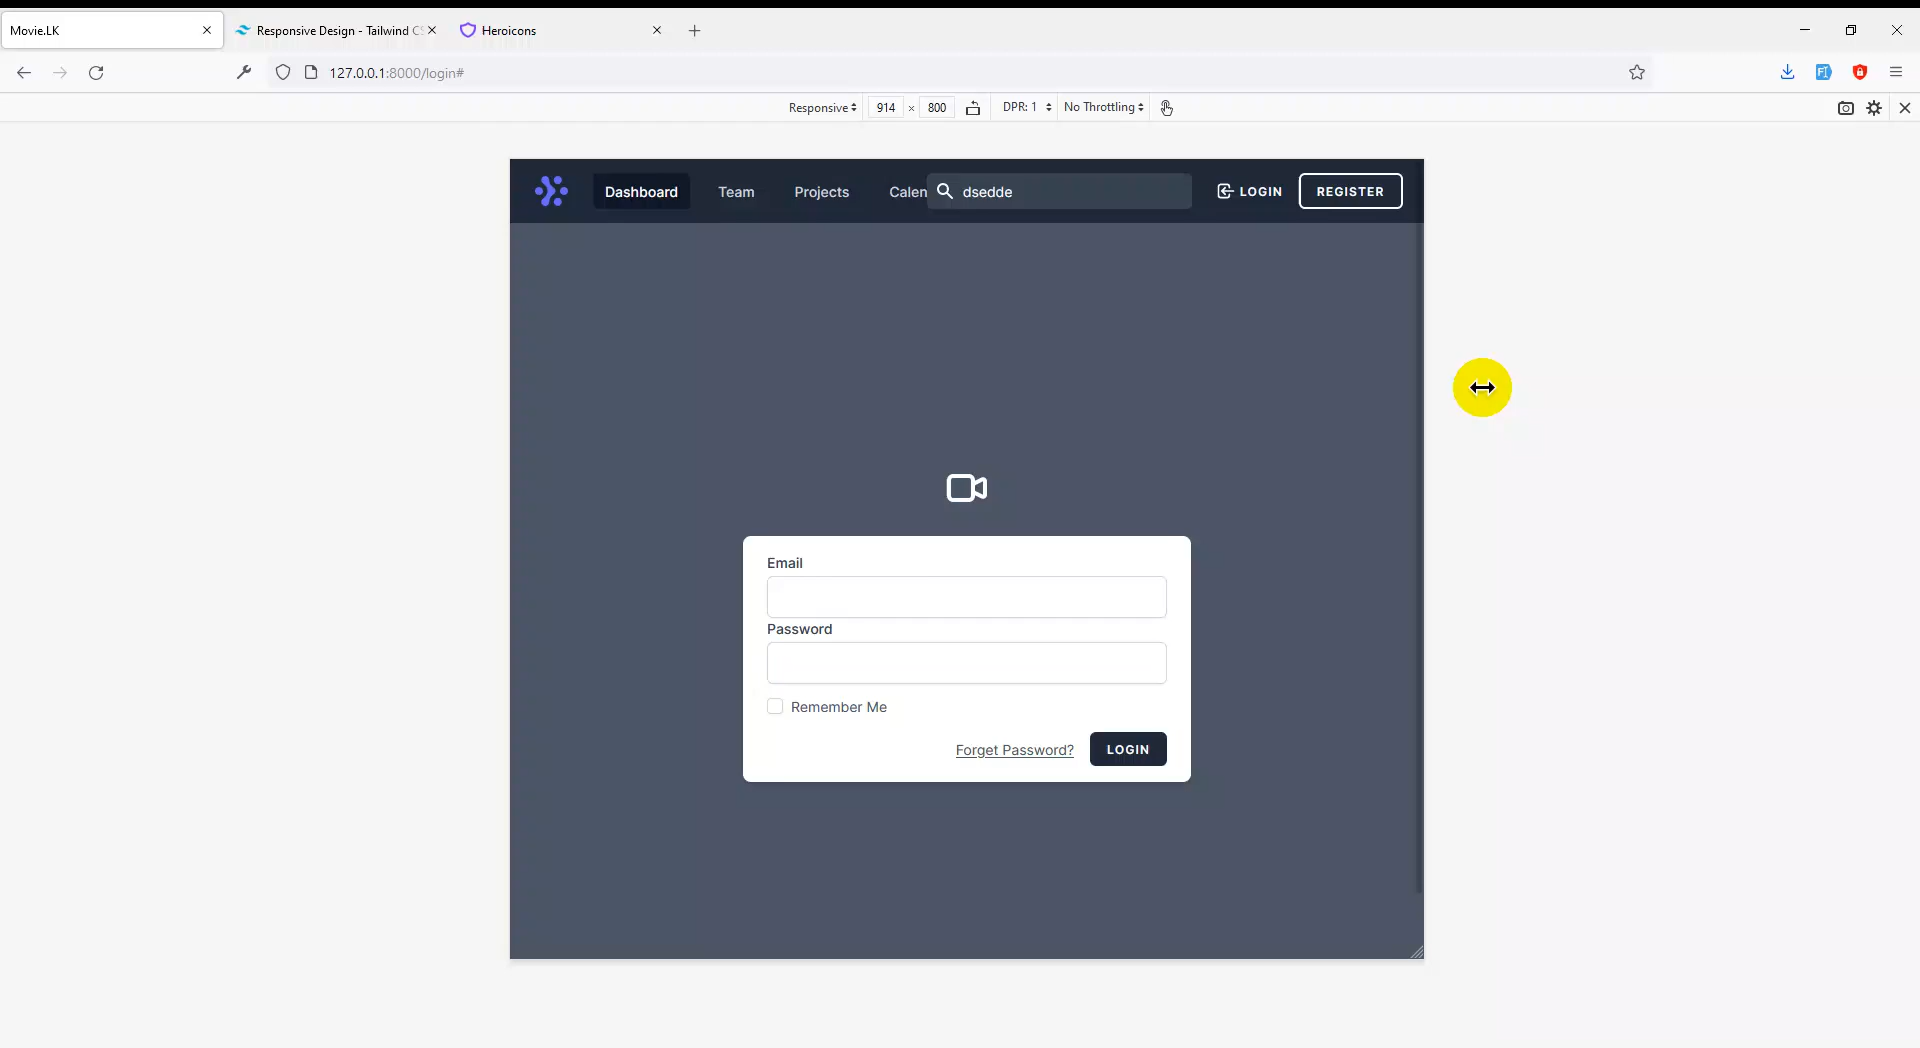 Movie.LK
Responsive Design - Tailwind CS
Heroicons
127.0.0.1:8000/login#
Responsive 914 × 800 DPR: 1 No Throttling
Dashboard Team Projects Calen dsedde LOGIN REGISTER
Email
Password
Remember Me
Forget Password? LOGIN